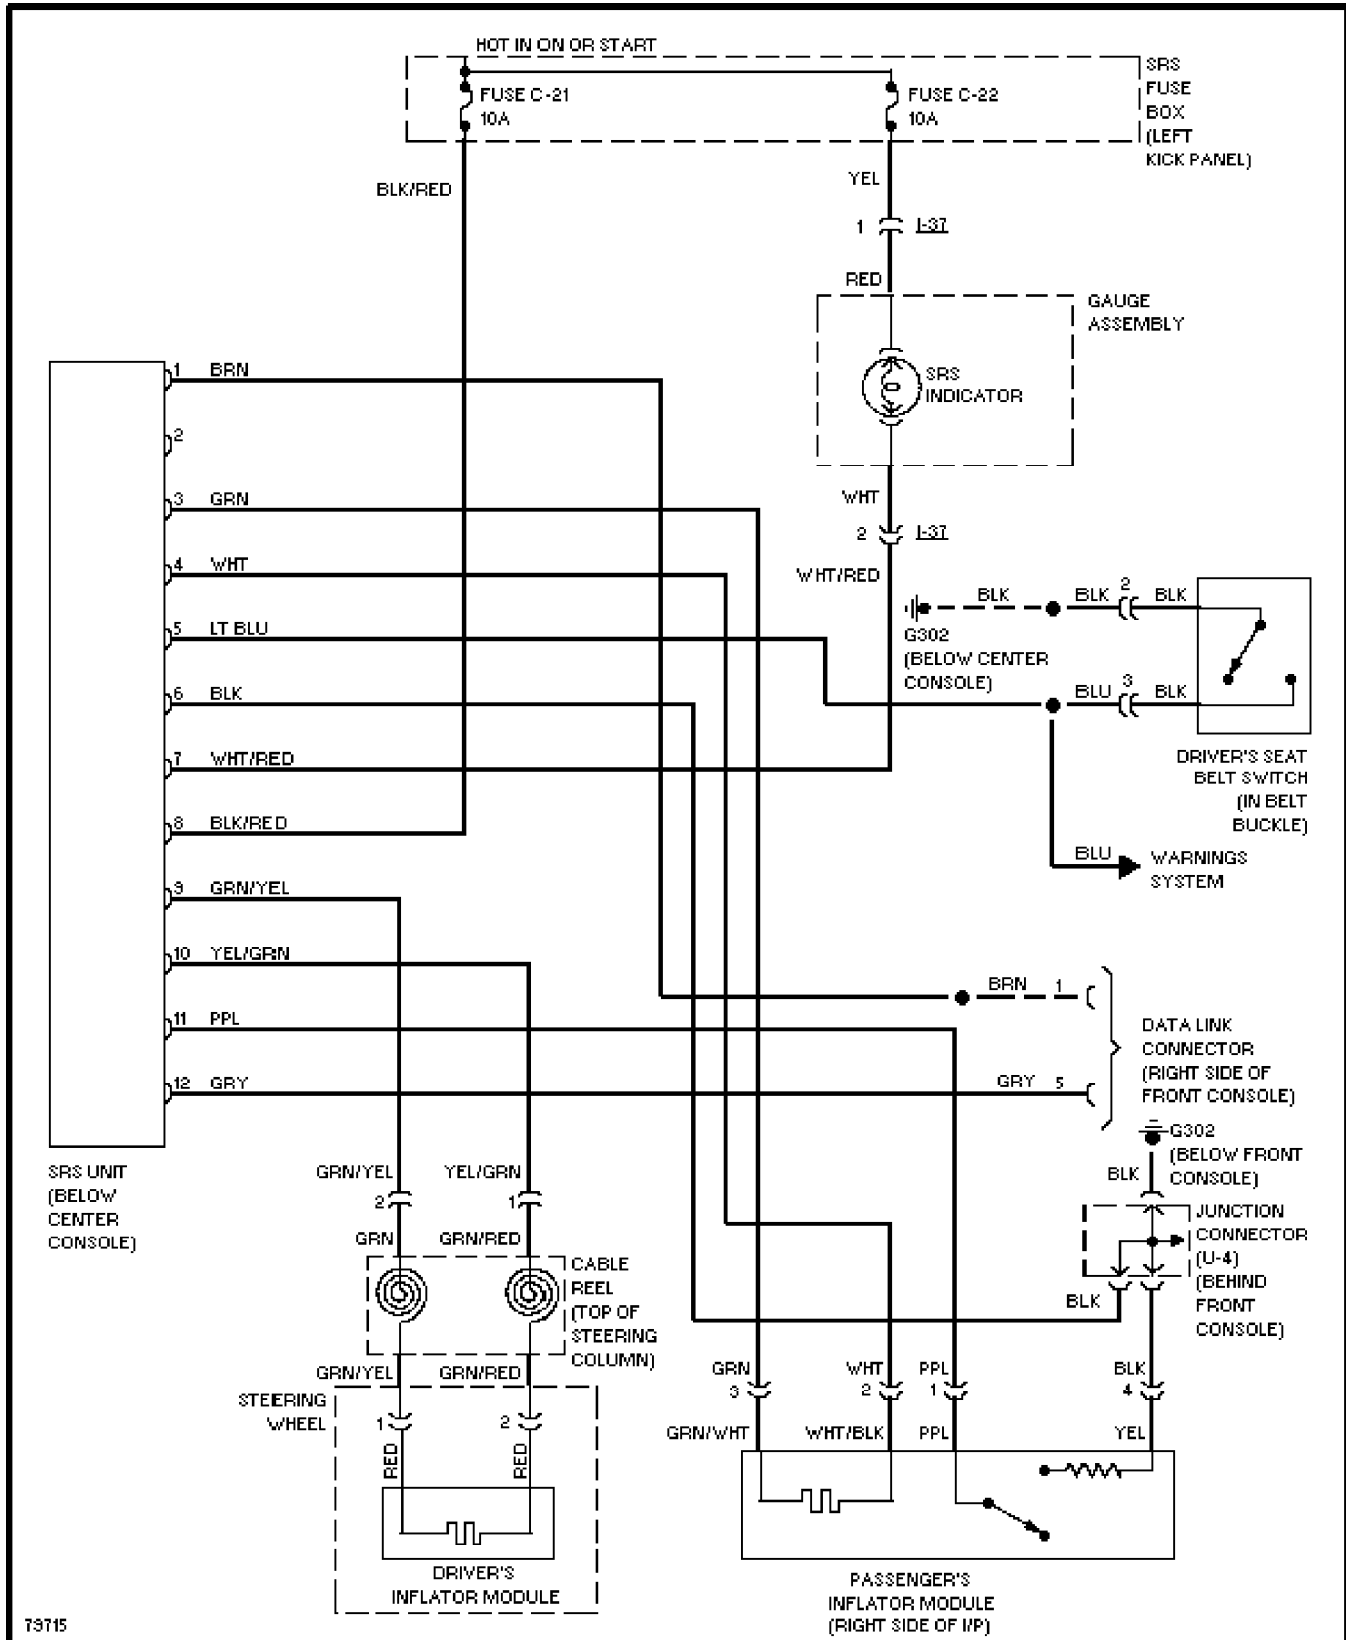 HOT IN ON OR START
FUSE C-21
10A
FUSE C-22
10A
SRS
FUSE
BOX
(LEFT
KICK PANEL)
BLK/RED
YEL
1
I-37
RED
GAUGE
ASSEMBLY
SRS
INDICATOR
WHT
2
I-37
WHT/RED
1 BRN
2
3 GRN
4 WHT
5 LT BLU
6 BLK
7 WHT/RED
8 BLK/RED
9 GRN/YEL
10 YEL/GRN
11 PPL
12 GRY
SRS UNIT
(BELOW
CENTER
CONSOLE)
BLK
BLK
2
BLK
G302
(BELOW CENTER
CONSOLE)
BLU
3
BLK
DRIVER'S SEAT
BELT SWITCH
(IN BELT
BUCKLE)
BLU
WARNINGS
SYSTEM
BRN 1
DATA LINK
CONNECTOR
(RIGHT SIDE OF
FRONT CONSOLE)
GRY 5
G302
(BELOW FRONT
CONSOLE)
BLK
JUNCTION
CONNECTOR
(U-4)
(BEHIND
FRONT
CONSOLE)
BLK
GRN/YEL
YEL/GRN
2
1
GRN
GRN/RED
CABLE
REEL
(TOP OF
STEERING
COLUMN)
GRN/YEL
GRN/RED
STEERING
WHEEL
1
2
RED
RED
DRIVER'S
INFLATOR MODULE
GRN
WHT
PPL
BLK
3
2
1
4
GRN/WHT
WHT/BLK
PPL
YEL
PASSENGER'S
INFLATOR MODULE
(RIGHT SIDE OF I/P)
79715